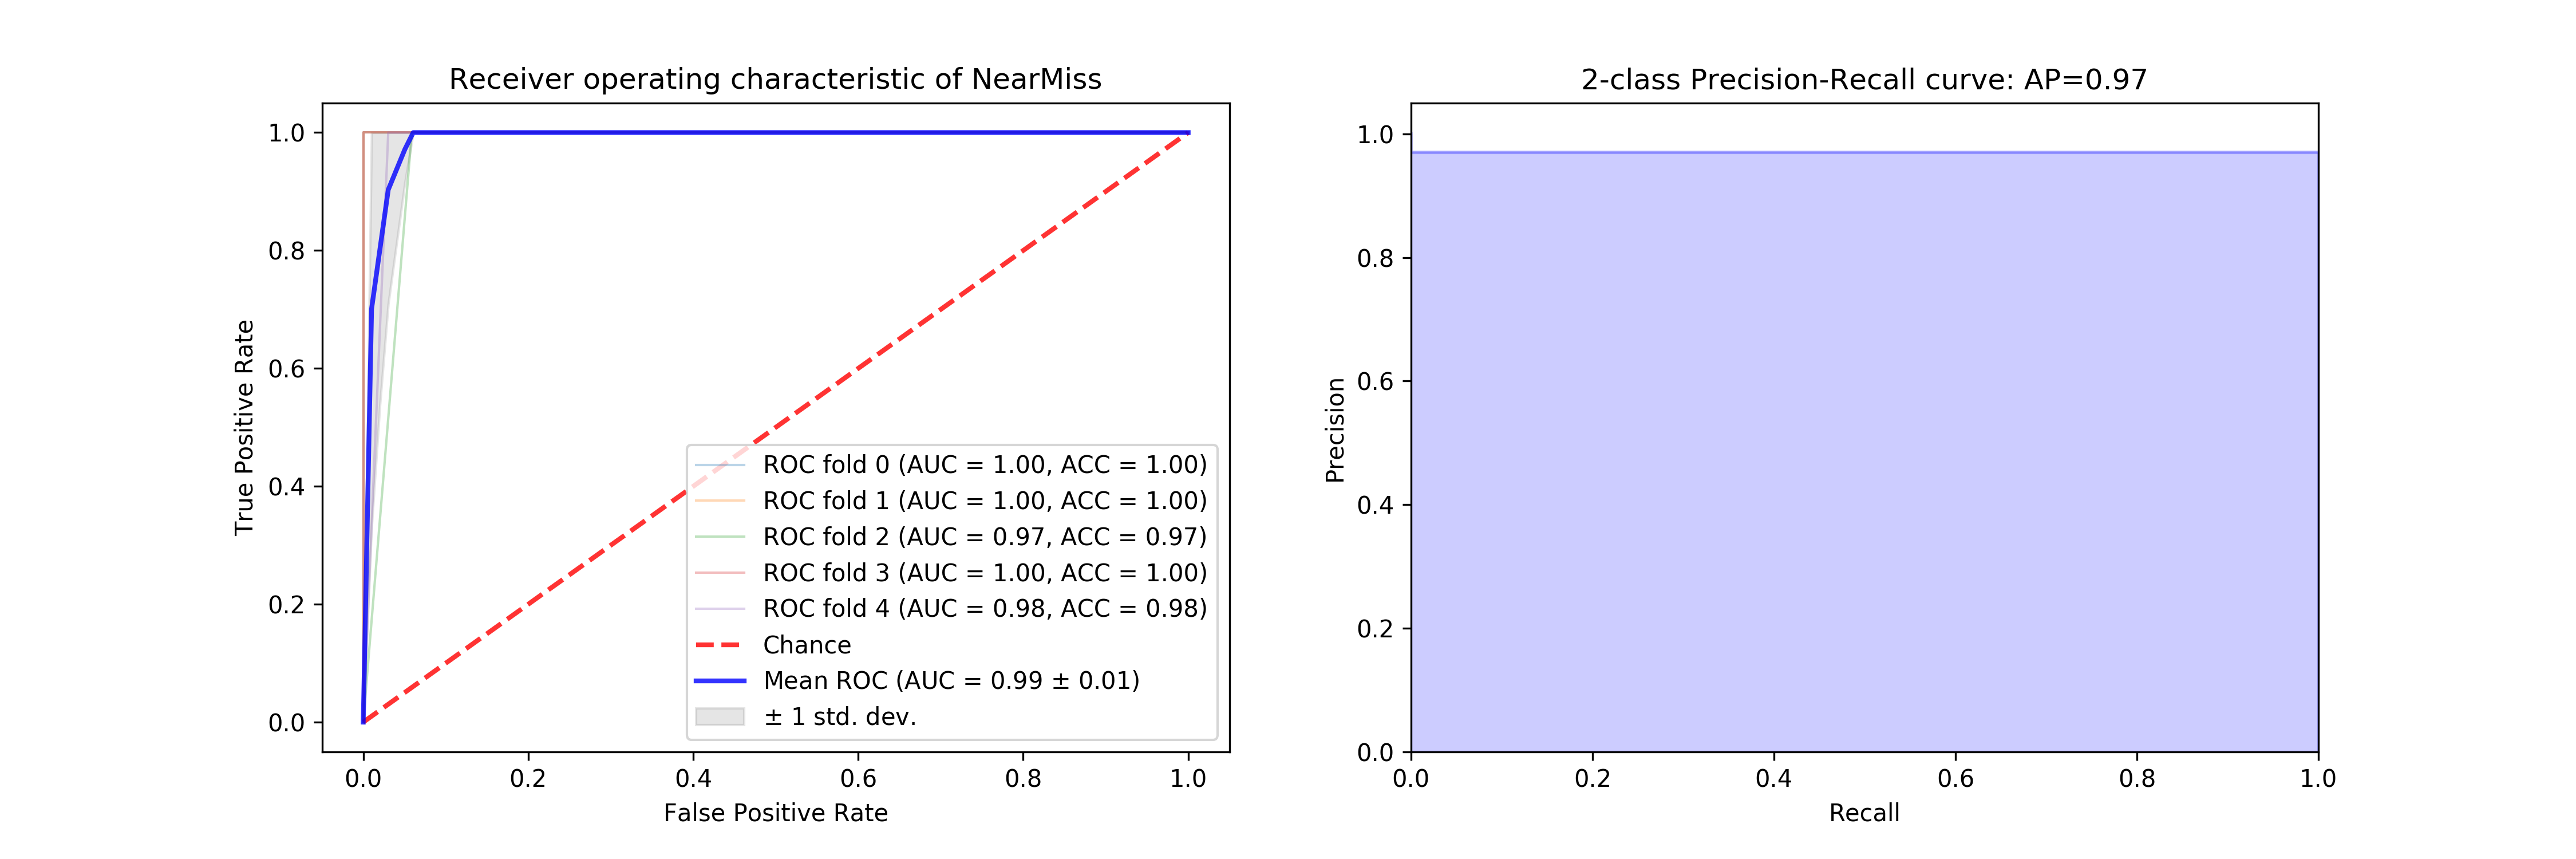 Receiver operating characteristic of NearMiss
True Positive Rate
1.0
0.8
0.6
0.4
0.2
0.0
ROC fold 0 (AUC = 1.00, ACC = 1.00)
ROC fold 1 (AUC = 1.00, ACC = 1.00)
ROC fold 2 (AUC = 0.97, ACC = 0.97)
ROC fold 3 (AUC = 1.00, ACC = 1.00)
ROC fold 4 (AUC = 0.98, ACC = 0.98)
Chance
Mean ROC (AUC = 0.99 ± 0.01)
± 1 std. dev.
0.0 0.2 0.4 0.6 0.8 1.0
False Positive Rate
2-class Precision-Recall curve: AP=0.97
Precision
1.0
0.8
0.6
0.4
0.2
0.0
0.0 0.2 0.4 0.6 0.8 1.0
Recall